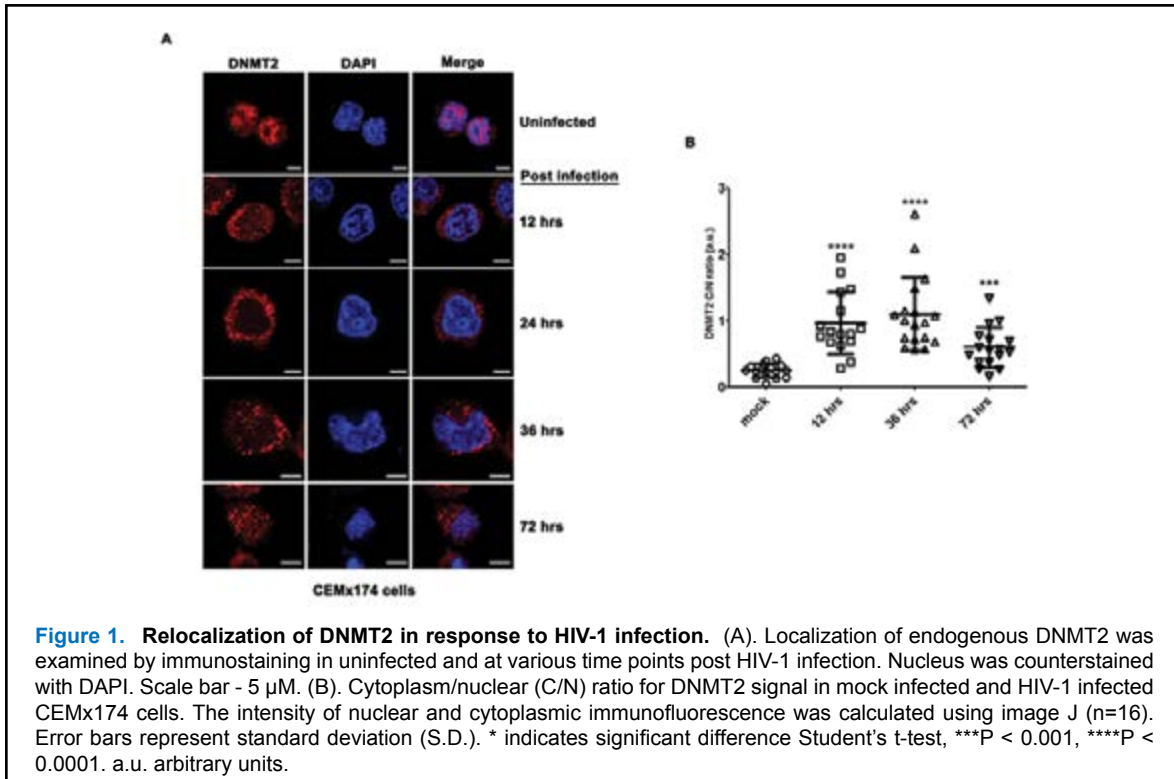 A
DNMT2 DAPI Merge
Uninfected
Post infection
12 hrs
24 hrs
36 hrs
72 hrs
CEMx174 cells
B
DNMT2 C/N ratio (a.u.)
3
2
1
0
**** **** ***
mock 12 hrs 36 hrs 72 hrs
Figure 1. Relocalization of DNMT2 in response to HIV-1 infection. (A). Localization of endogenous DNMT2 was
examined by immunostaining in uninfected and at various time points post HIV-1 infection. Nucleus was counterstained
with DAPI. Scale bar - 5 µM. (B). Cytoplasm/nuclear (C/N) ratio for DNMT2 signal in mock infected and HIV-1 infected
CEMx174 cells. The intensity of nuclear and cytoplasmic immunofluorescence was calculated using image J (n=16).
Error bars represent standard deviation (S.D.). * indicates significant difference Student's t-test, ***P < 0.001, ****P <
0.0001. a.u. arbitrary units.